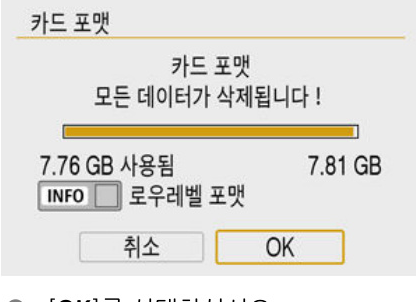 카드 포맷
카드 포맷
모든 데이터가 삭제됩니다 !
7.76 GB 사용됨 7.81 GB
INFO 로우레벨 포맷
취소 OK